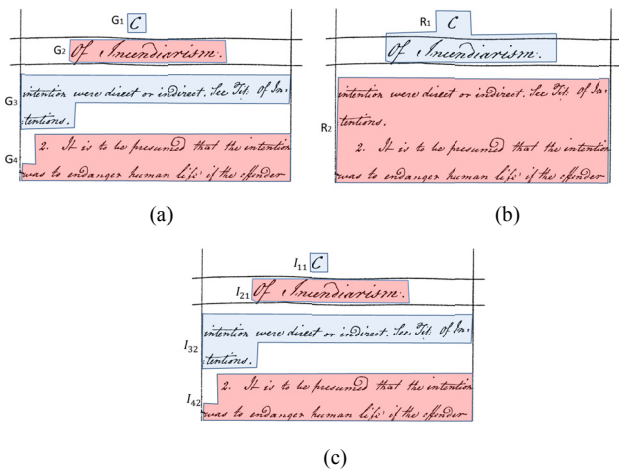 G1 C
G2 Of Incendiarism.
G3 intention were direct or indirect. See Tit. Of In-
tentions.
G4 2. It is to be presumed that the intention
was to endanger human life if the offender
(a)
R1 C
Of Incendiarism.
R2 intention were direct or indirect. See Tit. Of In-
tentions.
2. It is to be presumed that the intention
was to endanger human life if the offender
(b)
I11 C
I21 Of Incendiarism.
I32 intention were direct or indirect. See Tit. Of In-
tentions.
I42 2. It is to be presumed that the intention
was to endanger human life if the offender
(c)